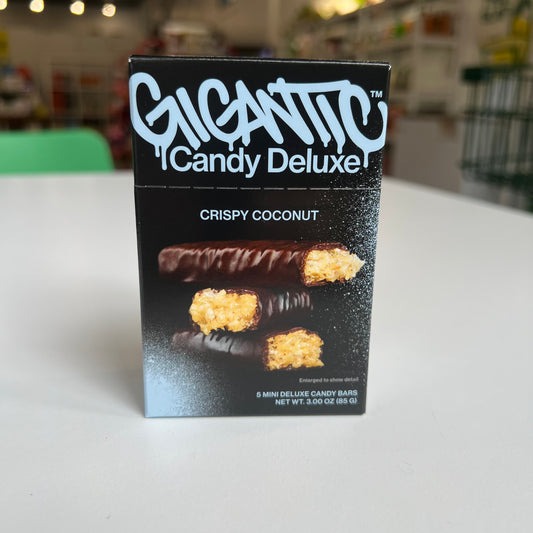 GIGANTIC™
Candy Deluxe
CRISPY COCONUT
Enlarged to show detail
5 MINI DELUXE CANDY BARS
NET WT. 3.00 OZ (85 G)